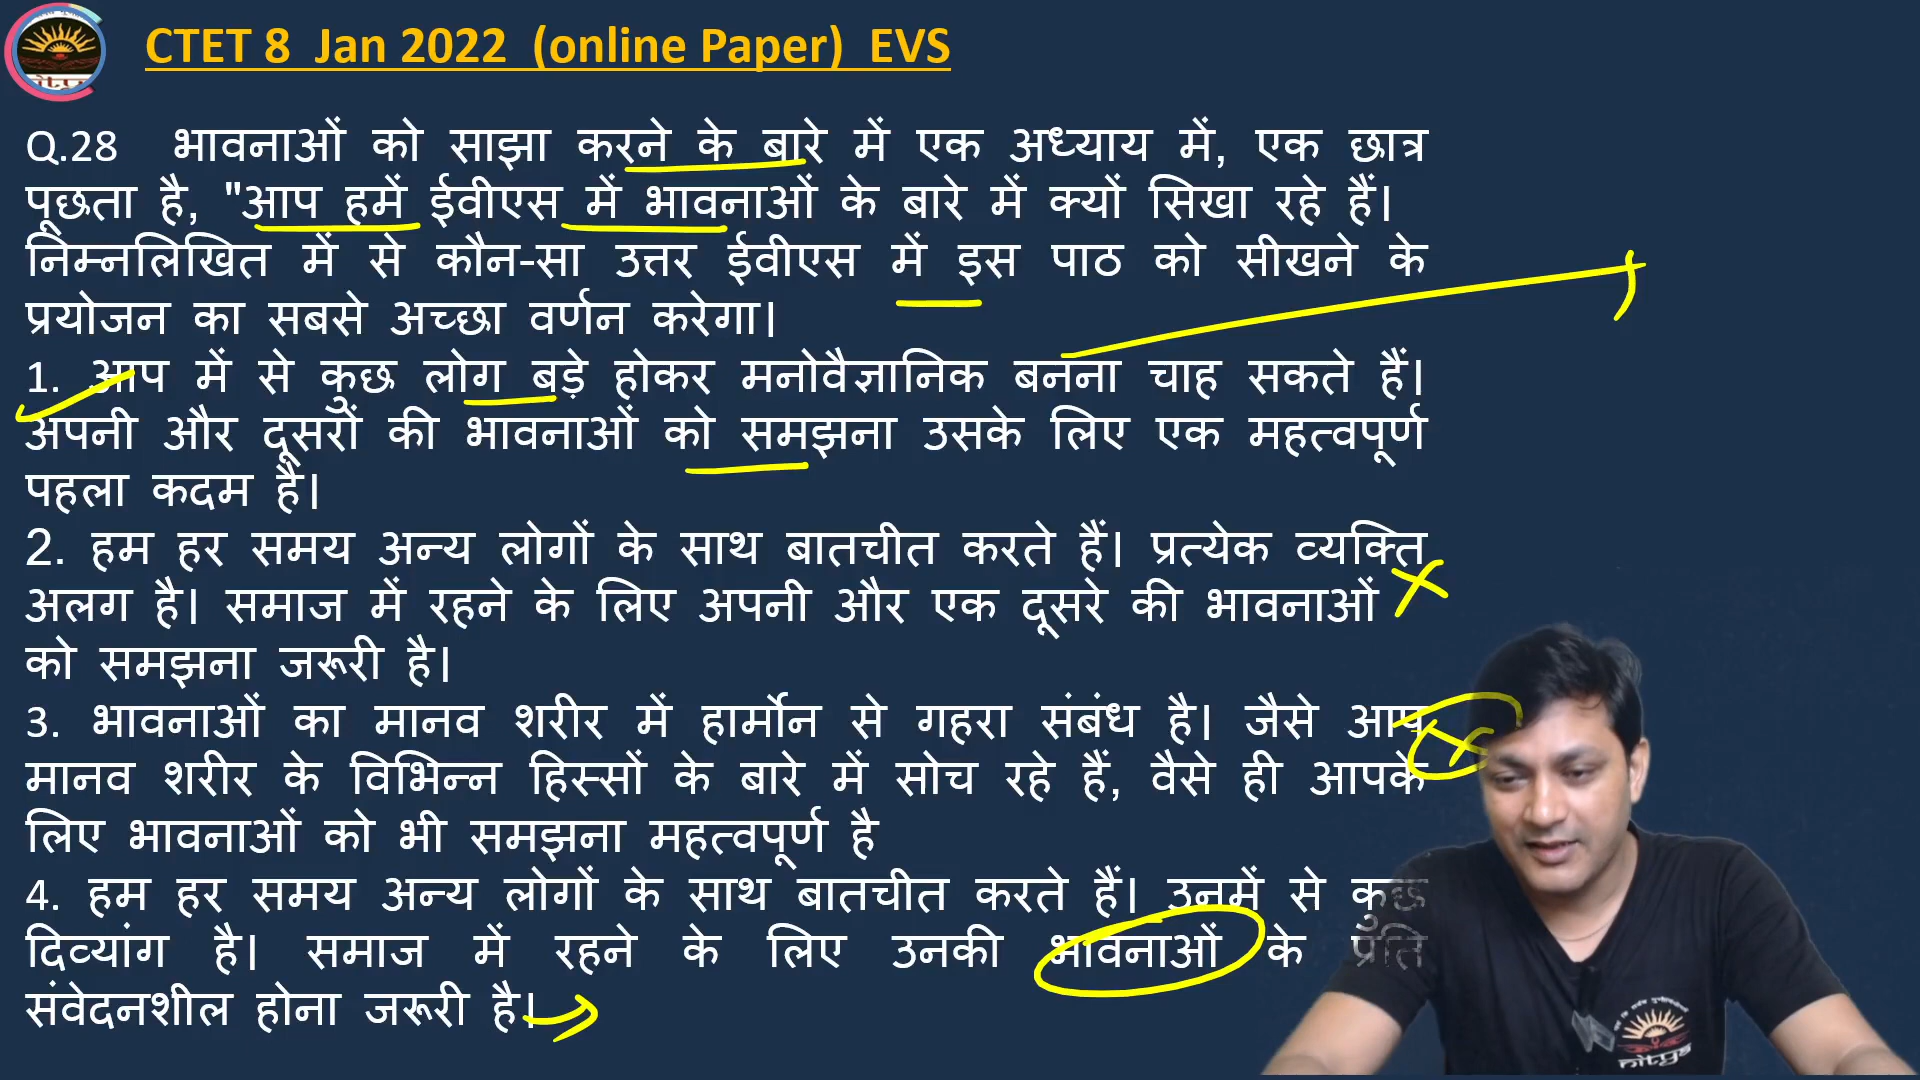 CTET 8 Jan 2022 (online Paper) EVS
Q.28 भावनाओं को साझा करने के बारे में एक अध्याय में, एक छात्र
पूछता है, "आप हमें ईवीएस में भावनाओं के बारे में क्यों सिखा रहे हैं।
निम्नलिखित में से कौन-सा उत्तर ईवीएस में इस पाठ को सीखने के
प्रयोजन का सबसे अच्छा वर्णन करेगा।
1. आप में से कुछ लोग बड़े होकर मनोवैज्ञानिक बनना चाह सकते हैं।
अपनी और दूसरों की भावनाओं को समझना उसके लिए एक महत्वपूर्ण
पहला कदम है।
2. हम हर समय अन्य लोगों के साथ बातचीत करते हैं। प्रत्येक व्यक्ति
अलग है। समाज में रहने के लिए अपनी और एक दूसरे की भावनाओं
को समझना जरूरी है।
3. भावनाओं का मानव शरीर में हार्मोन से गहरा संबंध है। जैसे आप
मानव शरीर के विभिन्न हिस्सों के बारे में सोच रहे हैं, वैसे ही आपके
लिए भावनाओं को भी समझना महत्वपूर्ण है
4. हम हर समय अन्य लोगों के साथ बातचीत करते हैं। उनमें से कुछ
दिव्यांग है। समाज में रहने के लिए उनकी भावनाओं के प्रति
संवेदनशील होना जरूरी है।
nitya